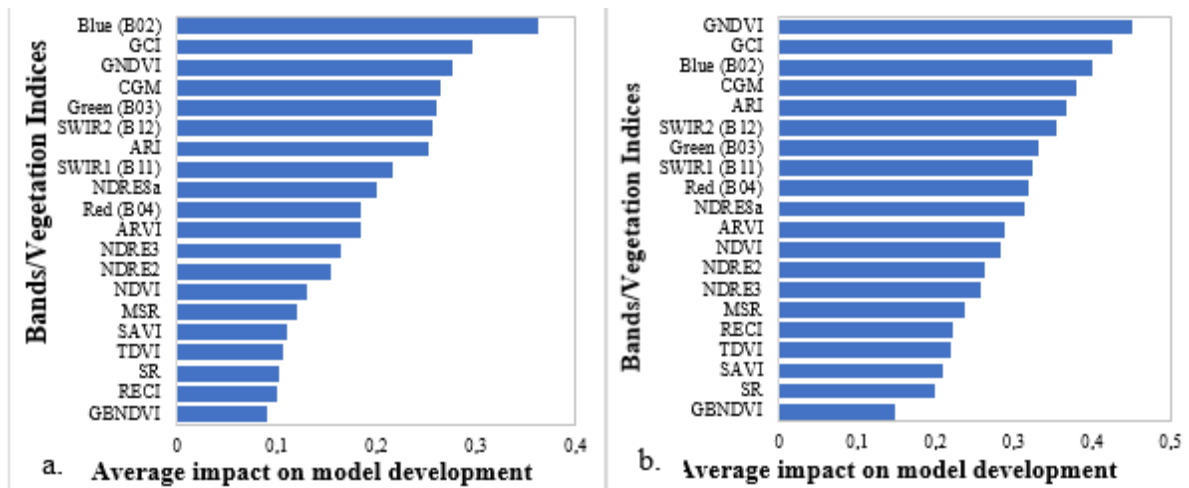 Bands/Vegetation Indices
Blue (B02)
GCI
GNDVI
CGM
Green (B03)
SWIR2 (B12)
ARI
SWIR1 (B11)
NDRE8a
Red (B04)
ARVI
NDRE3
NDRE2
NDVI
MSR
SAVI
TDVI
SR
RECI
GBNDVI
0 0,1 0,2 0,3 0,4
a. Average impact on model development
Bands/Vegetation Indices
GNDVI
GCI
Blue (B02)
CGM
ARI
SWIR2 (B12)
Green (B03)
SWIR1 (B11)
Red (B04)
NDRE8a
ARVI
NDVI
NDRE2
NDRE3
MSR
RECI
TDVI
SAVI
SR
GBNDVI
0 0,1 0,2 0,3 0,4 0,5
b. Average impact on model development